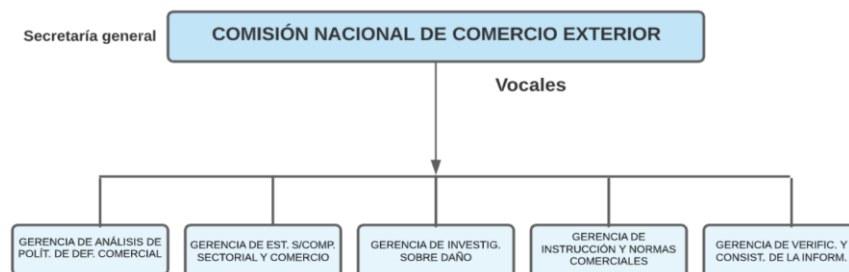 Secretaría general
COMISIÓN NACIONAL DE COMERCIO EXTERIOR
Vocales
GERENCIA DE ANÁLISIS DE
POLÍT. DE DEF. COMERCIAL
GERENCIA DE EST. S/COMP.
SECTORIAL Y COMERCIO
GERENCIA DE INVESTIG.
SOBRE DAÑO
GERENCIA DE
INSTRUCCIÓN Y NORMAS
COMERCIALES
GERENCIA DE VERIFIC. Y
CONSIST. DE LA INFORM.